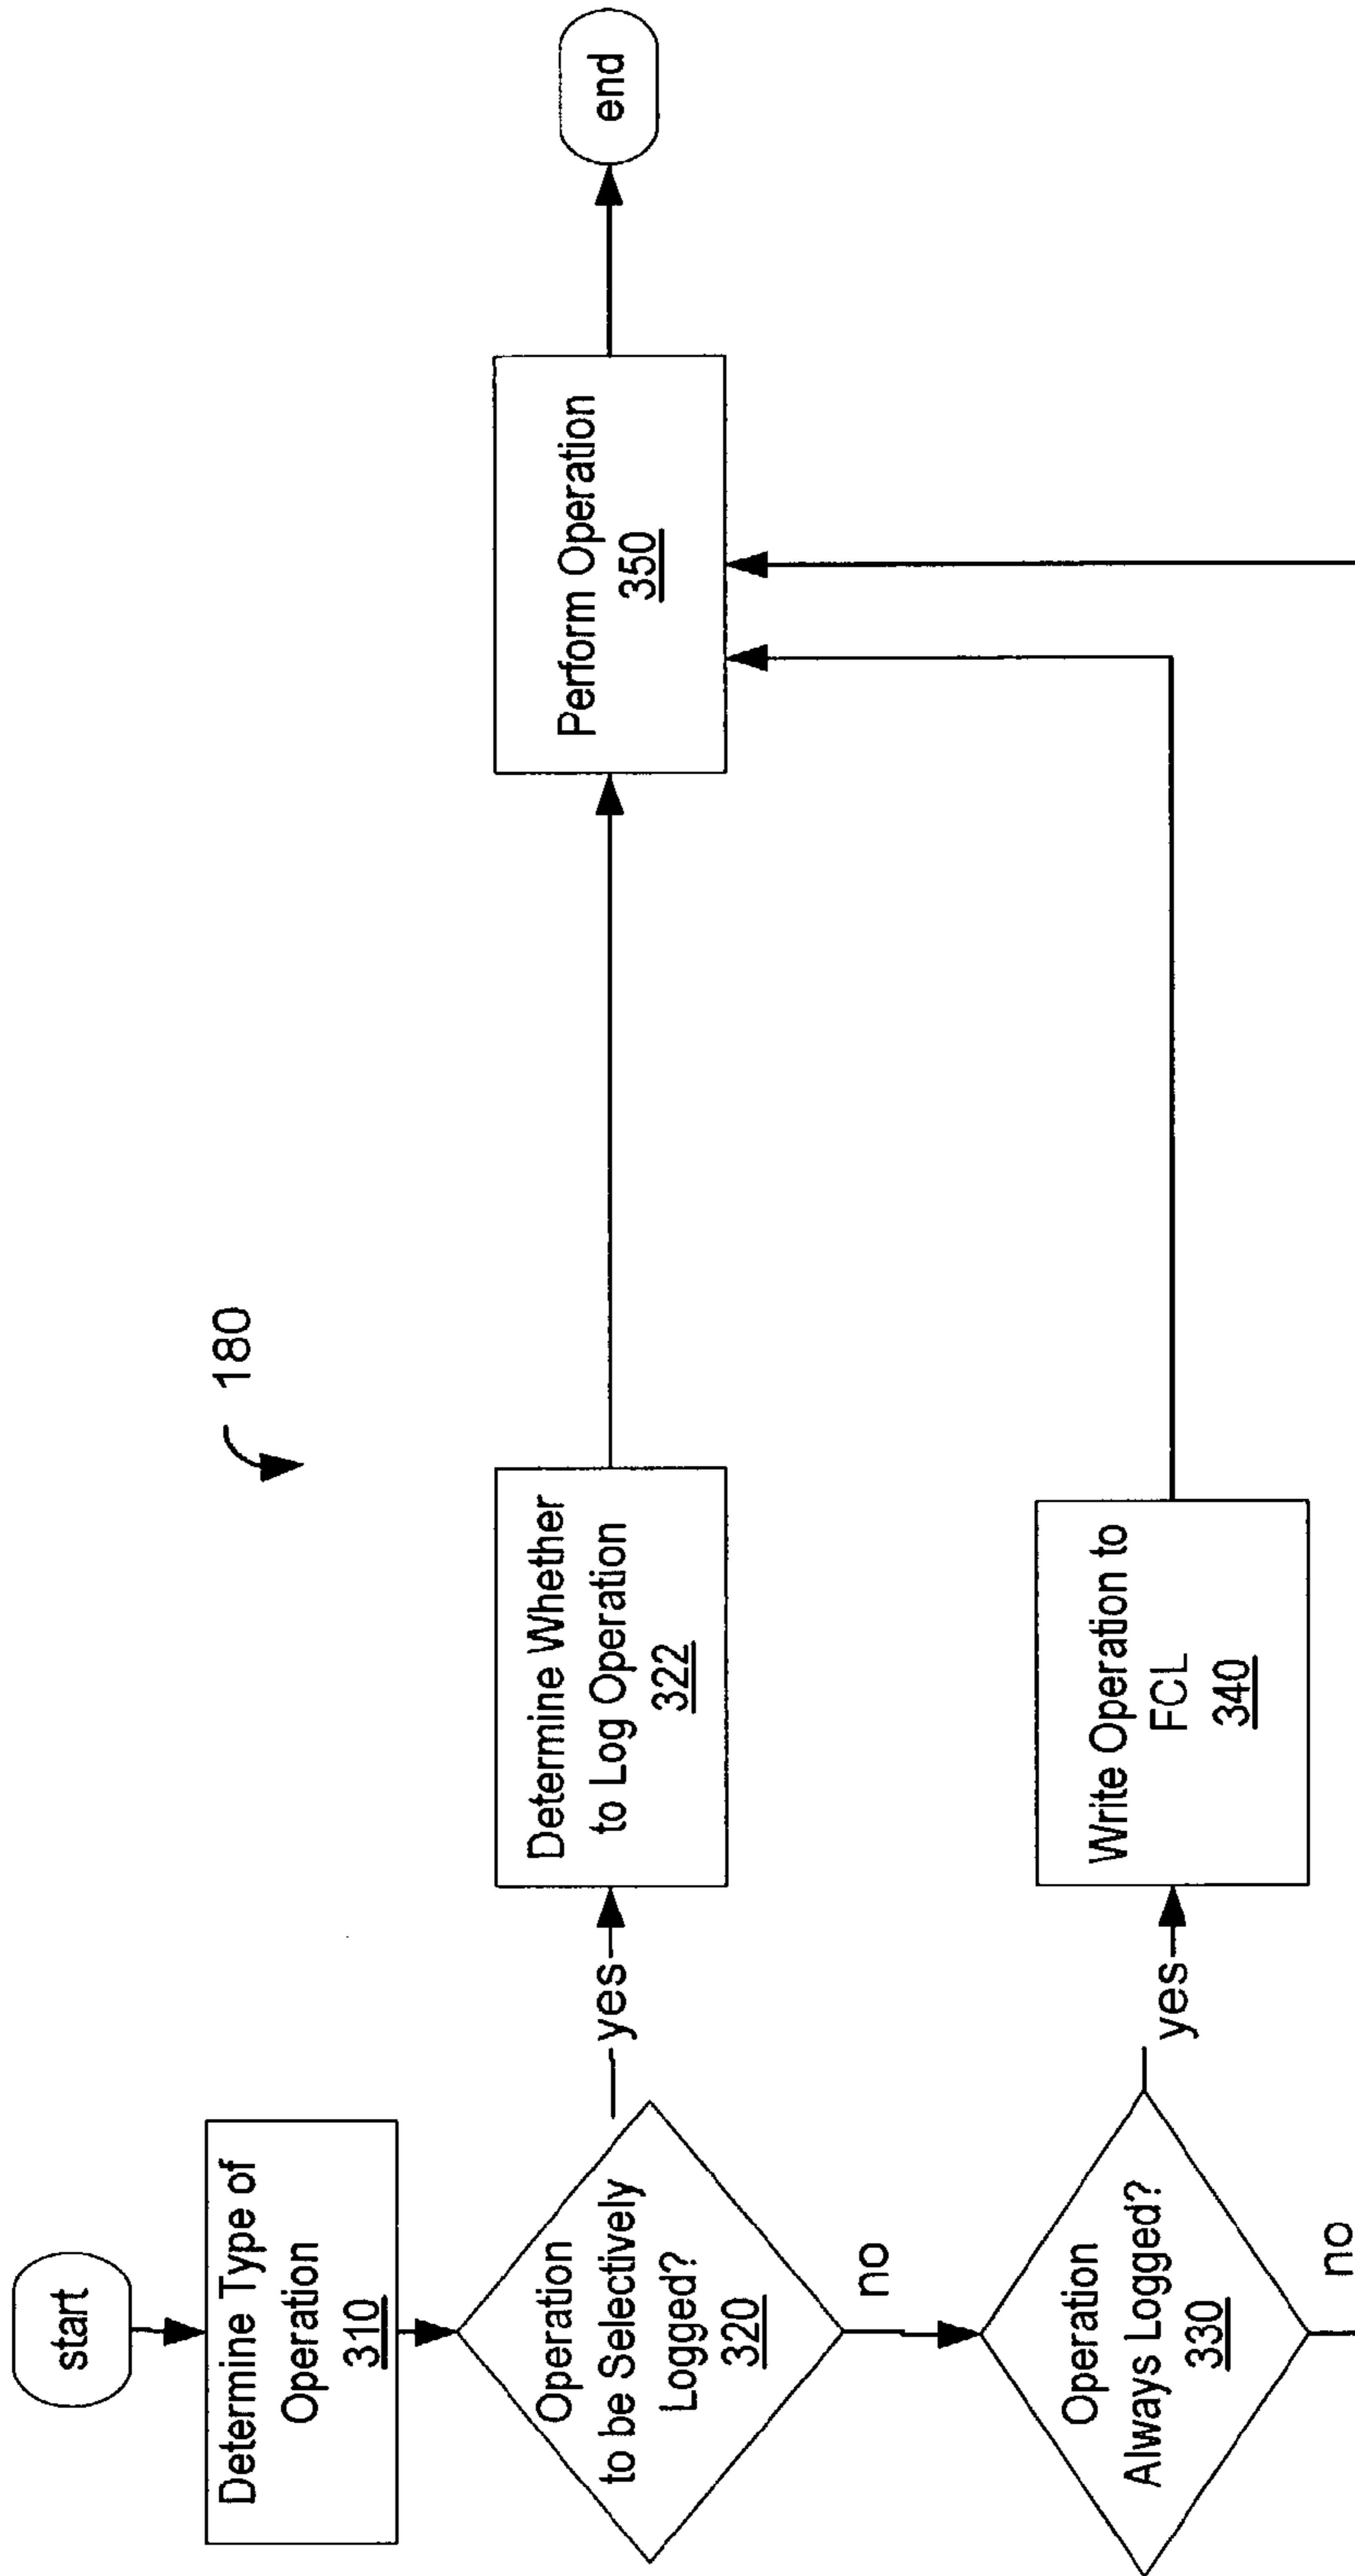 start
180
Determine Type of
Operation
310
Operation
to be Selectively
Logged?
320
yes
Determine Whether
to Log Operation
322
Perform Operation
350
end
no
Operation
Always Logged?
330
yes
Write Operation to
FCL
340
no